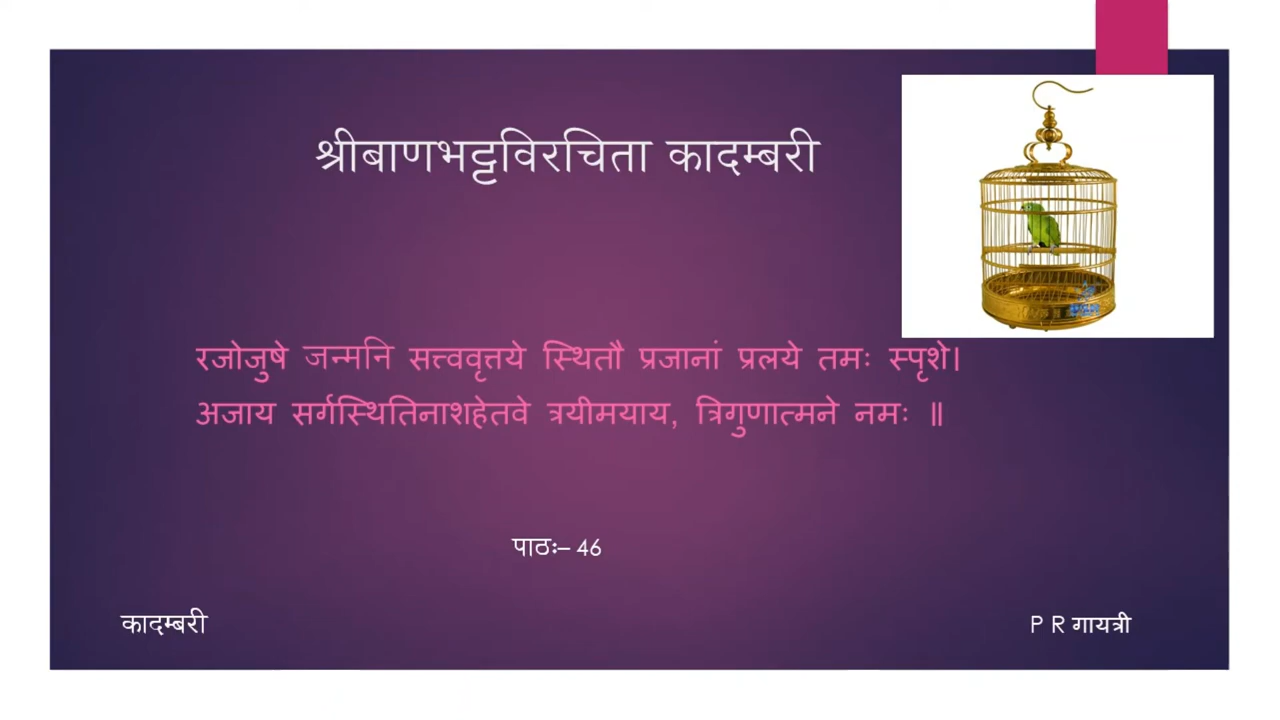 श्रीबाणभट्टविरचिता कादम्बरी
रजोजुषे जन्मनि सत्त्ववृत्तये स्थितौ प्रजानां प्रलये तमः स्पृशे।
अजाय सर्गस्थितिनाशहेतवे त्रयीमयाय, त्रिगुणात्मने नमः ॥
पाठः– 46
कादम्बरी
P R गायत्री